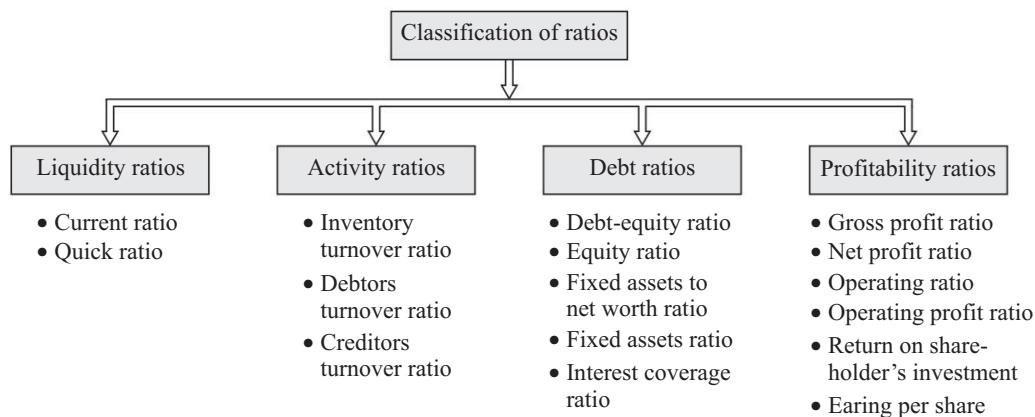 Classification of ratios
Liquidity ratios
• Current ratio
• Quick ratio
Activity ratios
• Inventory
turnover ratio
• Debtors
turnover ratio
• Creditors
turnover ratio
Debt ratios
• Debt-equity ratio
• Equity ratio
• Fixed assets to
net worth ratio
• Fixed assets ratio
• Interest coverage
ratio
Profitability ratios
• Gross profit ratio
• Net profit ratio
• Operating ratio
• Operating profit ratio
• Return on share-
holder's investment
• Earing per share